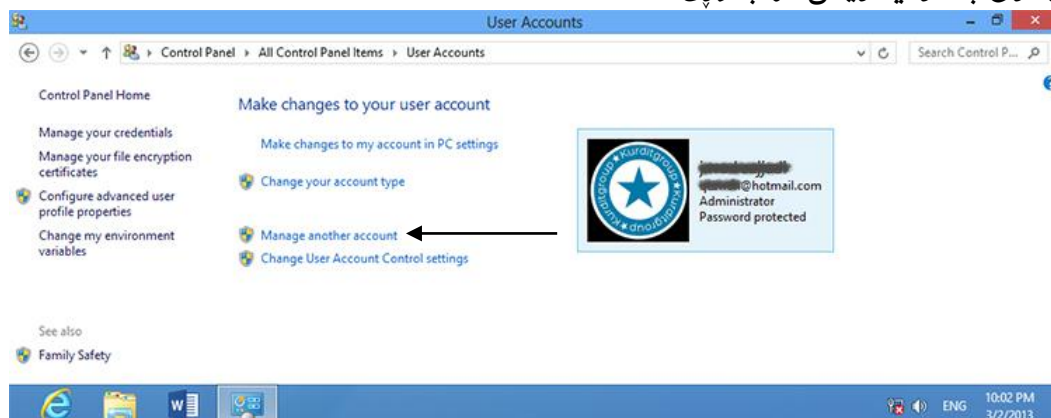 User Accounts
Control Panel ▸ All Control Panel Items ▸ User Accounts
Search Control P...
Control Panel Home
Manage your credentials
Manage your file encryption
certificates
Configure advanced user
profile properties
Change my environment
variables
See also
Family Safety
Make changes to your user account
Make changes to my account in PC settings
Change your account type
Manage another account
Change User Account Control settings
Kurditgroup★Kurditgroup★Kurditgroup★
@hotmail.com
Administrator
Password protected
ENG
10:02 PM
3/2/2013